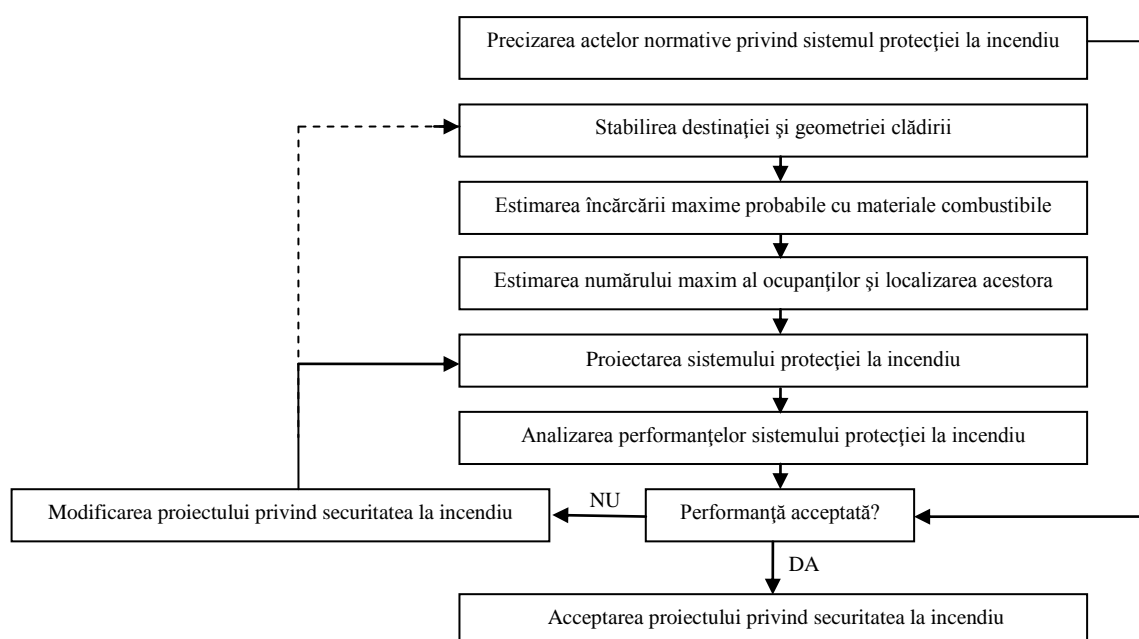 Precizarea actelor normative privind sistemul protecţiei la incendiu
Stabilirea destinaţiei şi geometriei clădirii
Estimarea încărcării maxime probabile cu materiale combustibile
Estimarea numărului maxim al ocupanţilor şi localizarea acestora
Proiectarea sistemului protecţiei la incendiu
Analizarea performanţelor sistemului protecţiei la incendiu
Modificarea proiectului privind securitatea la incendiu
NU
Performanţă acceptată?
DA
Acceptarea proiectului privind securitatea la incendiu